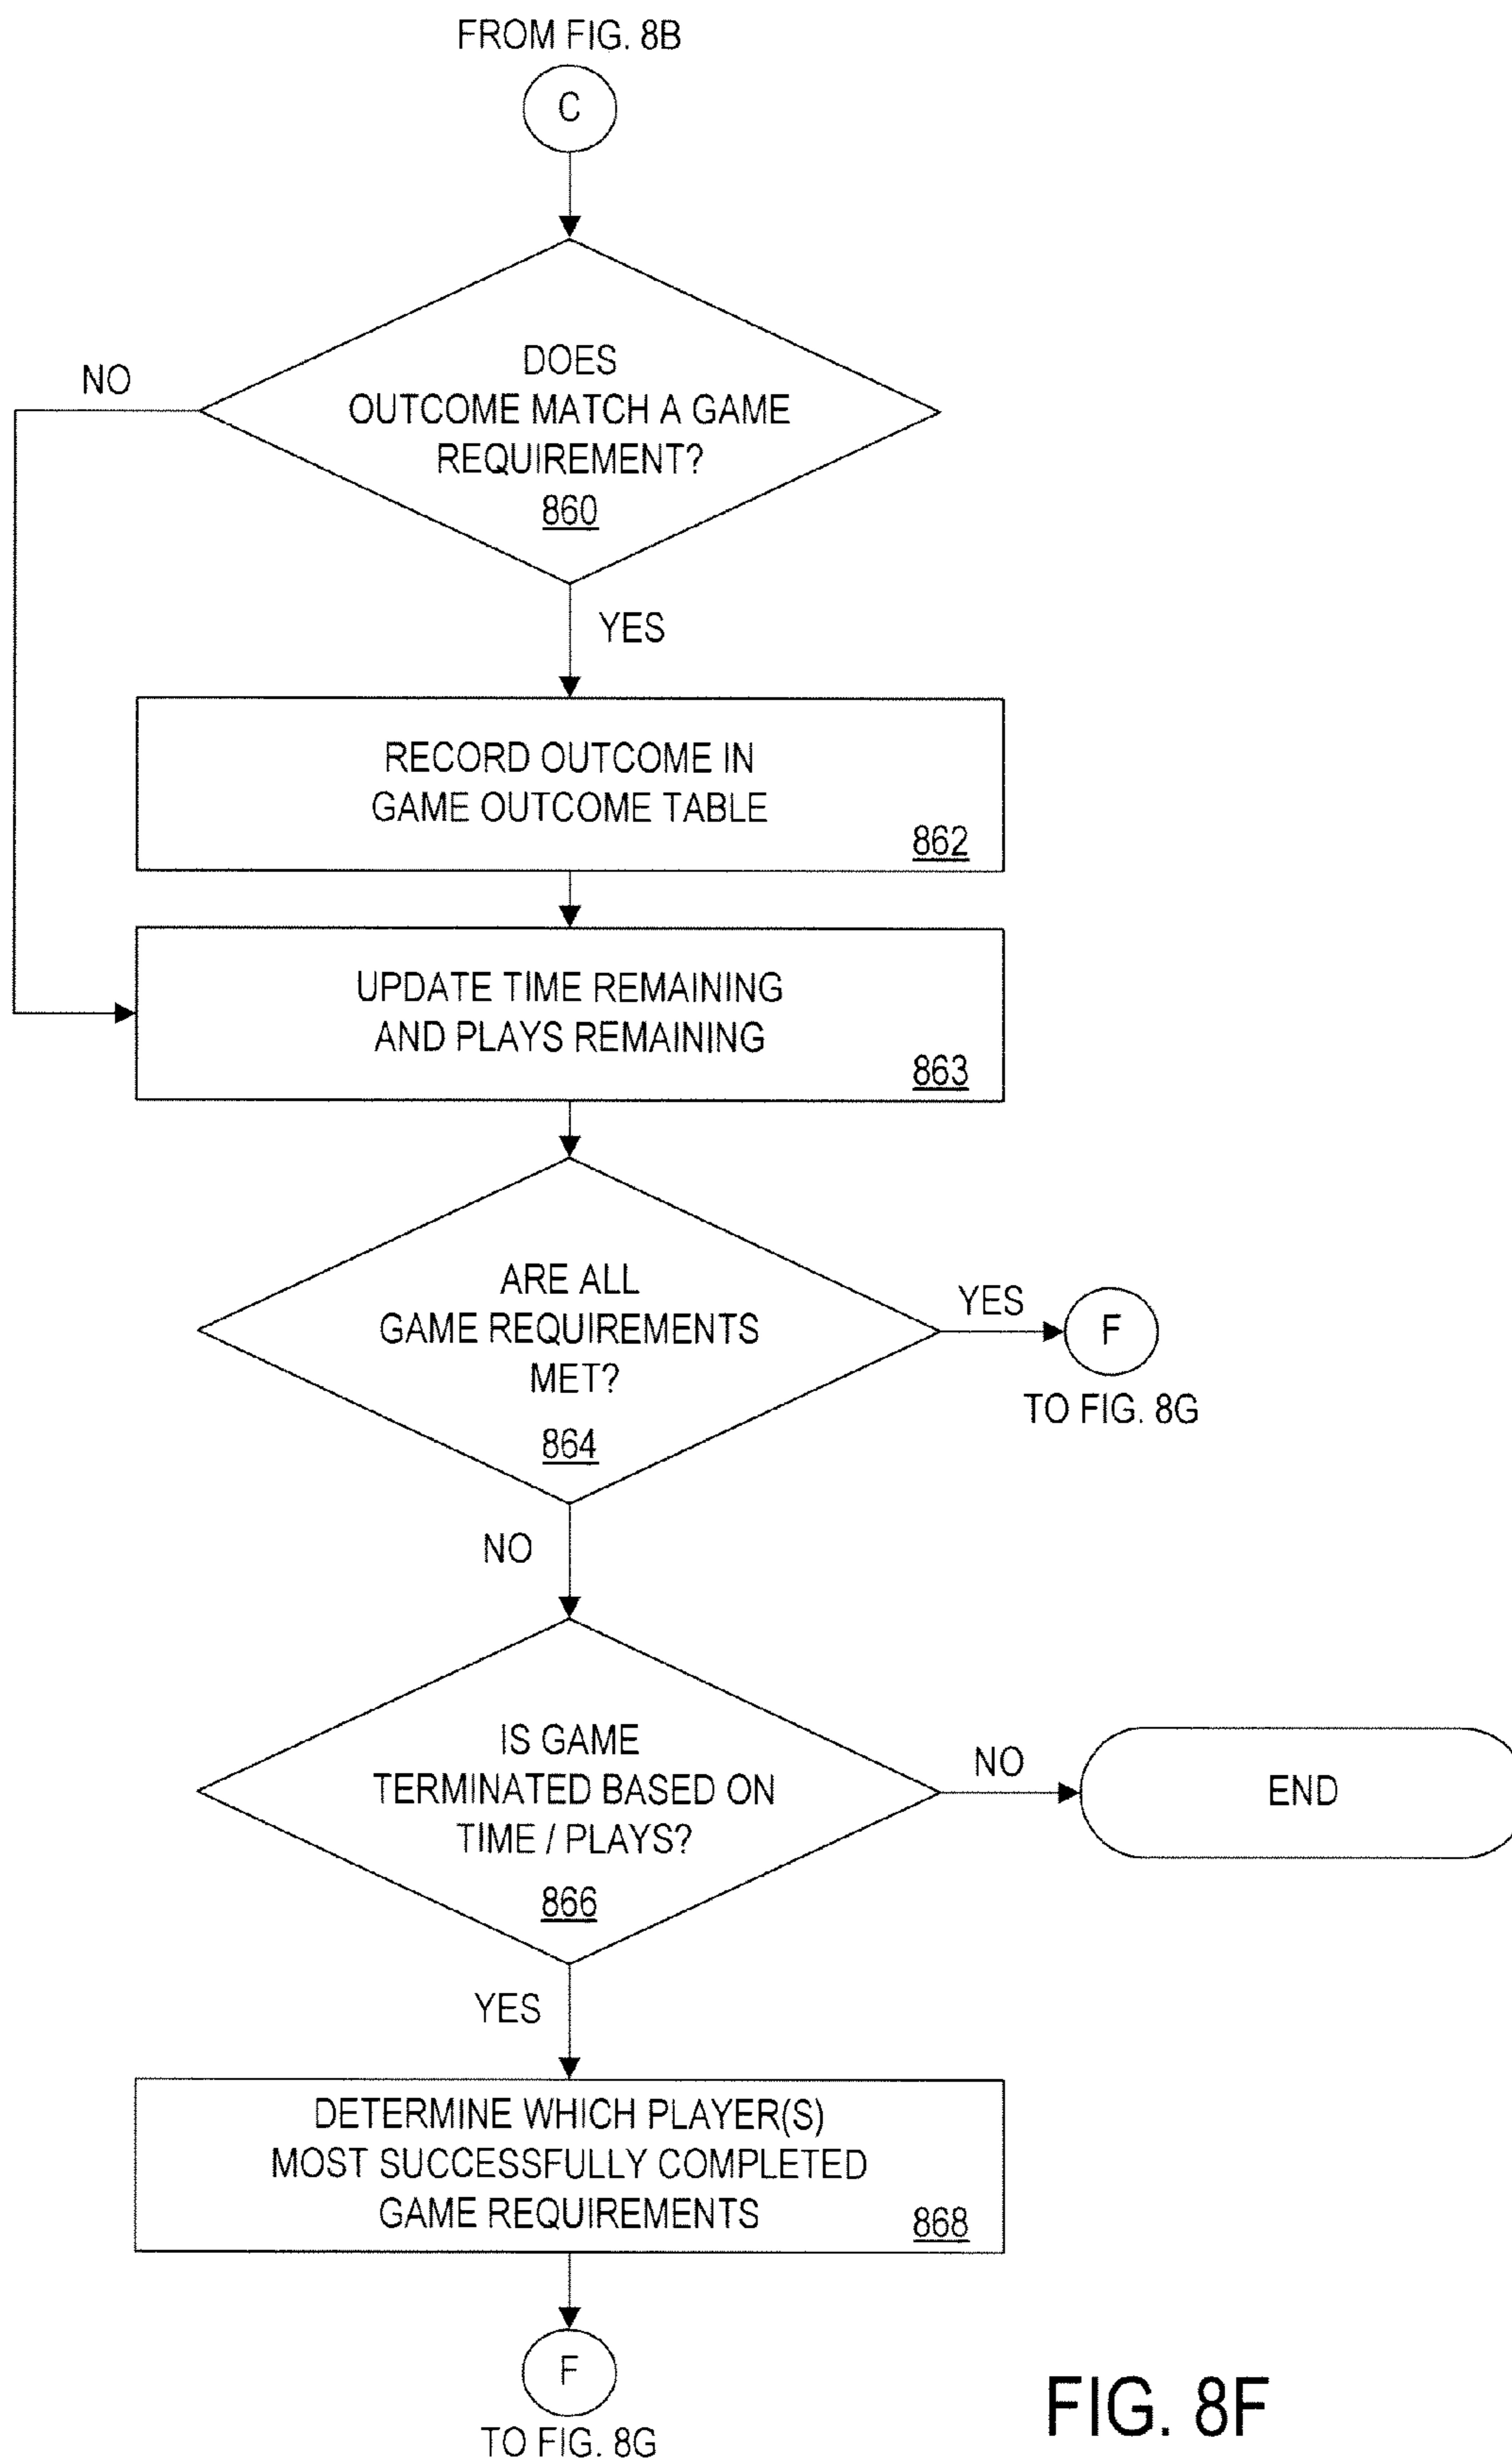 FROM FIG. 8B
C
DOES
OUTCOME MATCH A GAME
REQUIREMENT?
860
NO
YES
RECORD OUTCOME IN
GAME OUTCOME TABLE
862
UPDATE TIME REMAINING
AND PLAYS REMAINING
863
ARE ALL
GAME REQUIREMENTS
MET?
864
YES
F
TO FIG. 8G
NO
IS GAME
TERMINATED BASED ON
TIME / PLAYS?
866
NO
END
YES
DETERMINE WHICH PLAYER(S)
MOST SUCCESSFULLY COMPLETED
GAME REQUIREMENTS
868
F
TO FIG. 8G
FIG. 8F